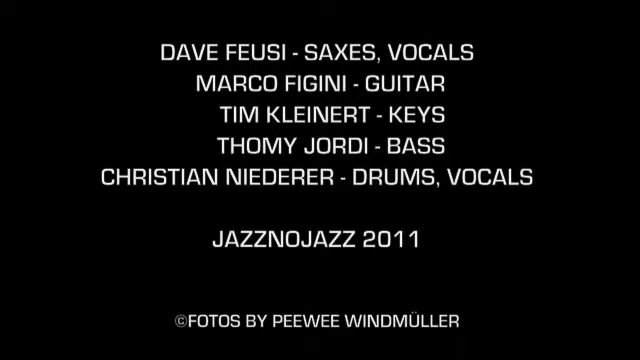 DAVE FEUSI - SAXES, VOCALS
MARCO FIGINI - GUITAR
TIM KLEINERT - KEYS
THOMY JORDI - BASS
CHRISTIAN NIEDERER - DRUMS, VOCALS
JAZZNOJAZZ 2011
©FOTOS BY PEEWEE WINDMÜLLER